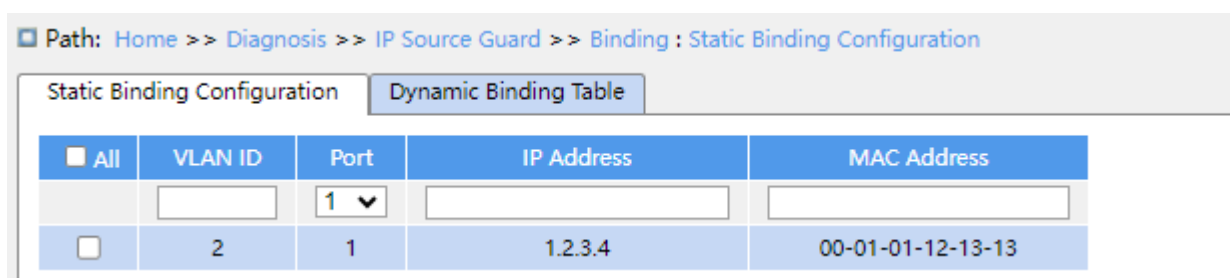 Path: Home >> Diagnosis >> IP Source Guard >> Binding : Static Binding Configuration
Static Binding Configuration Dynamic Binding Table
All VLAN ID Port IP Address MAC Address
1
2 1 1.2.3.4 00-01-01-12-13-13